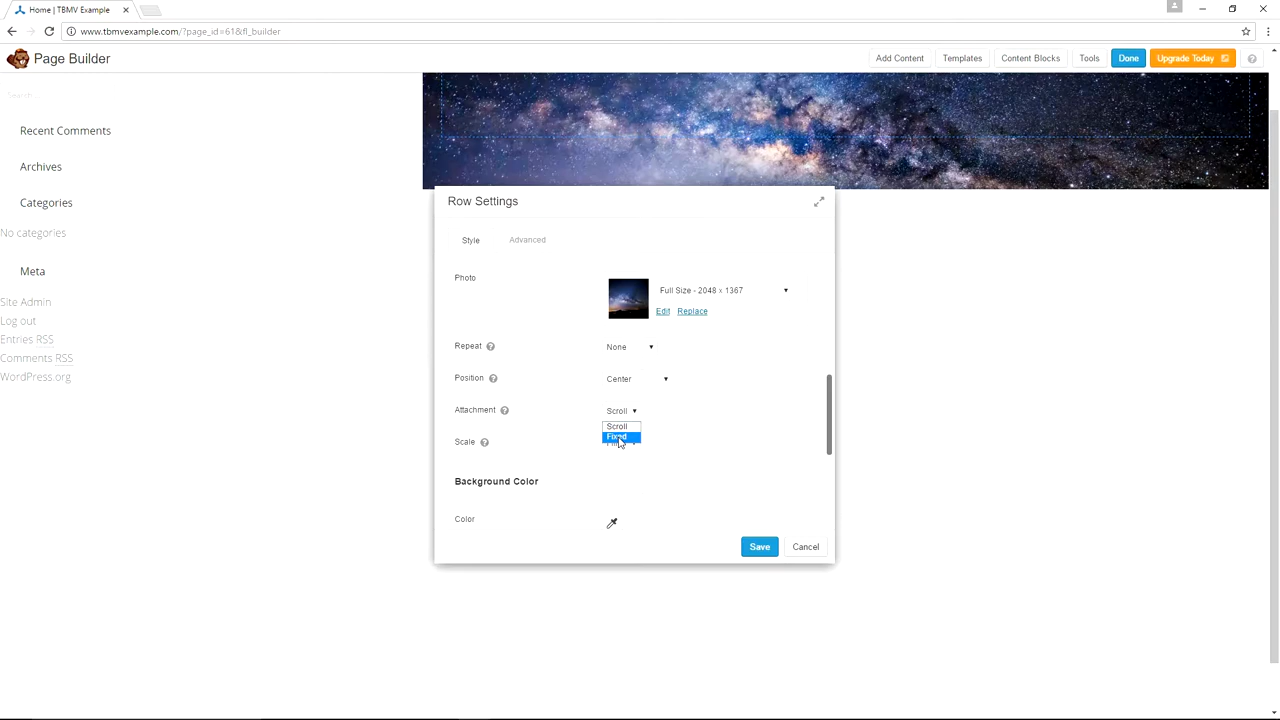 Home | TBMV Example
www.tbmvexample.com/?page_id=61&fl_builder
Page Builder
Add Content
Templates
Content Blocks
Tools
Done
Upgrade Today
Search
Recent Comments
Archives
Categories
No categories
Meta
Site Admin
Log out
Entries RSS
Comments RSS
WordPress.org
Row Settings
Style
Advanced
Photo
Full Size - 2048 x 1367
Edit
Replace
Repeat
None
Position
Center
Attachment
Scroll
Scroll
Fixed
Scale
Background Color
Color
Save
Cancel